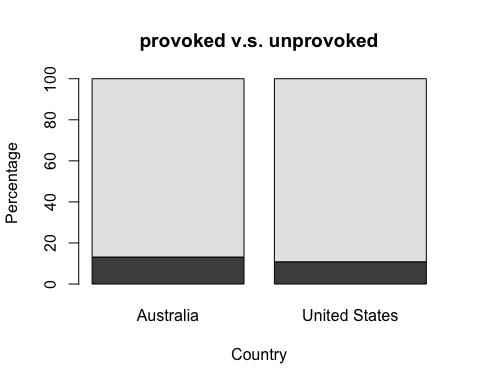 provoked v.s. unprovoked
Percentage
100
80
60
40
20
0
Australia
United States
Country